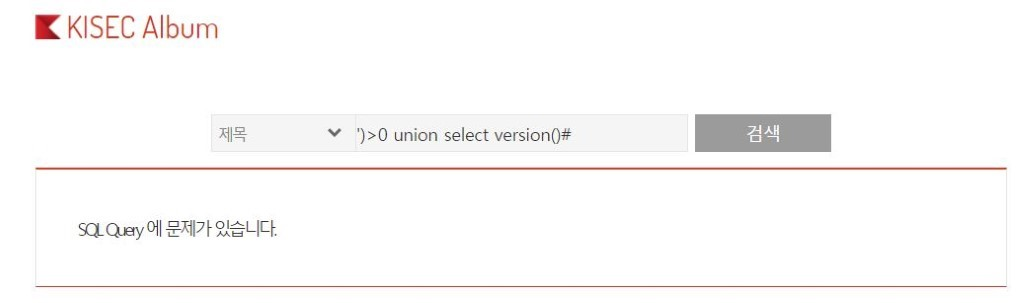 KISEC Album
제목 ')>0 union select version()# 검색
SQL Query 에 문제가 있습니다.